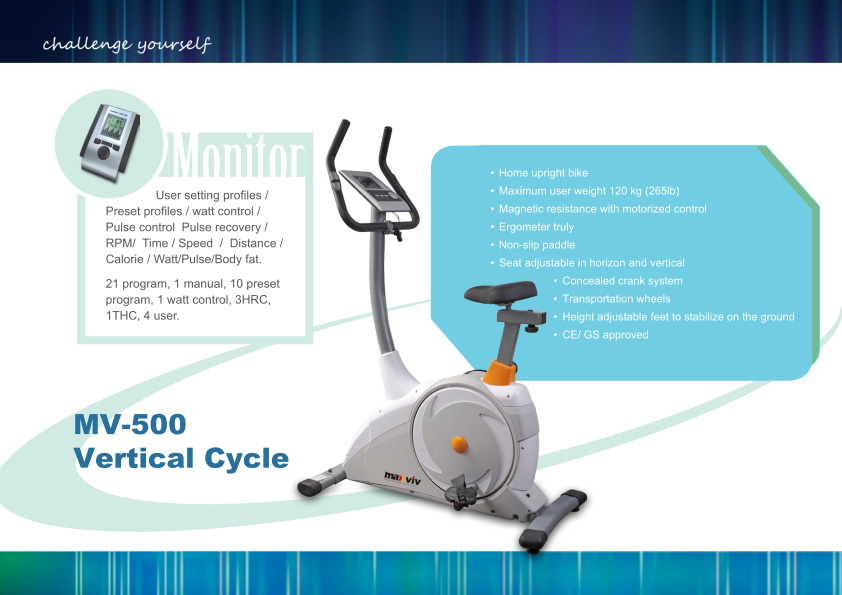 challenge yourself
Monitor
User setting profiles /
Preset profiles / watt control /
Pulse control Pulse recovery /
RPM/ Time / Speed / Distance /
Calorie / Watt/Pulse/Body fat.
21 program, 1 manual, 10 preset
program, 1 watt control, 3HRC,
1THC, 4 user.
• Home upright bike
• Maximum user weight 120 kg (265lb)
• Magnetic resistance with motorized control
• Ergometer truly
• Non-slip paddle
• Seat adjustable in horizon and vertical
• Concealed crank system
• Transportation wheels
• Height adjustable feet to stabilize on the ground
• CE/ GS approved
MV-500
Vertical Cycle
maxviv